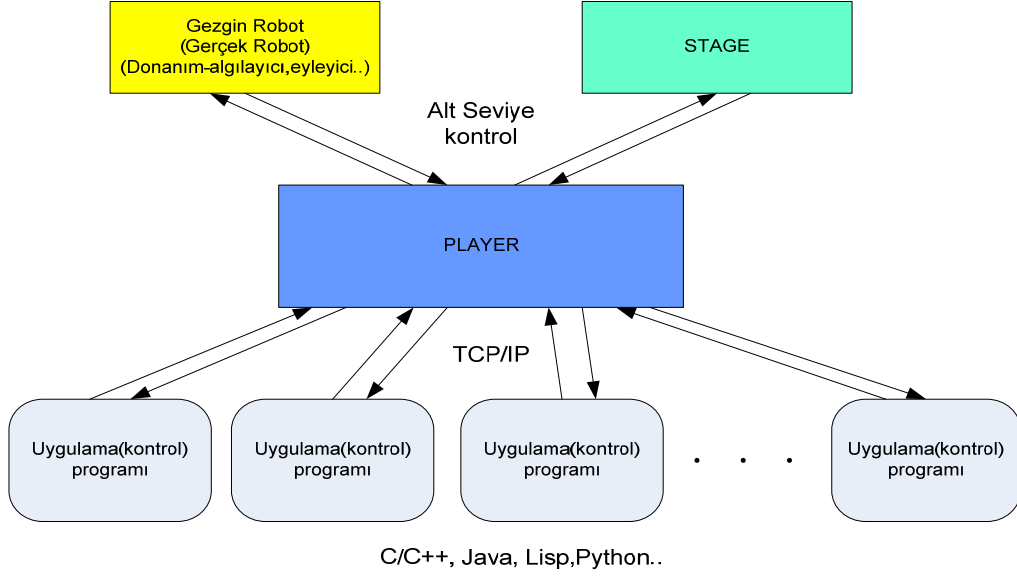 Gezgin Robot
(Gerçek Robot)
(Donanım-algılayıcı,eyleyici..)
STAGE
Alt Seviye
kontrol
PLAYER
TCP/IP
Uygulama(kontrol)
programı
Uygulama(kontrol)
programı
Uygulama(kontrol)
programı
. . .
Uygulama(kontrol)
programı
C/C++, Java, Lisp,Python..